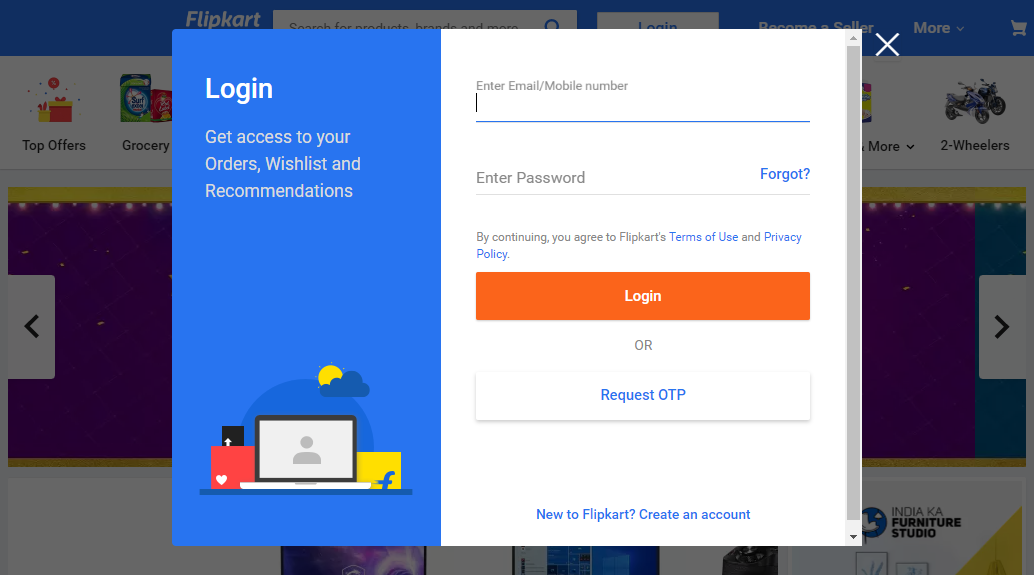 Flipkart
Search for products, brands and more
Login
Become a Seller
More
Login
Get access to your
Orders, Wishlist and
Recommendations
Enter Email/Mobile number
Enter Password
Forgot?
By continuing, you agree to Flipkart's Terms of Use and Privacy
Policy.
Login
OR
Request OTP
New to Flipkart? Create an account
Top Offers
Grocery
& More
2-Wheelers
Surf
INDIA KA
FURNITURE
STUDIO